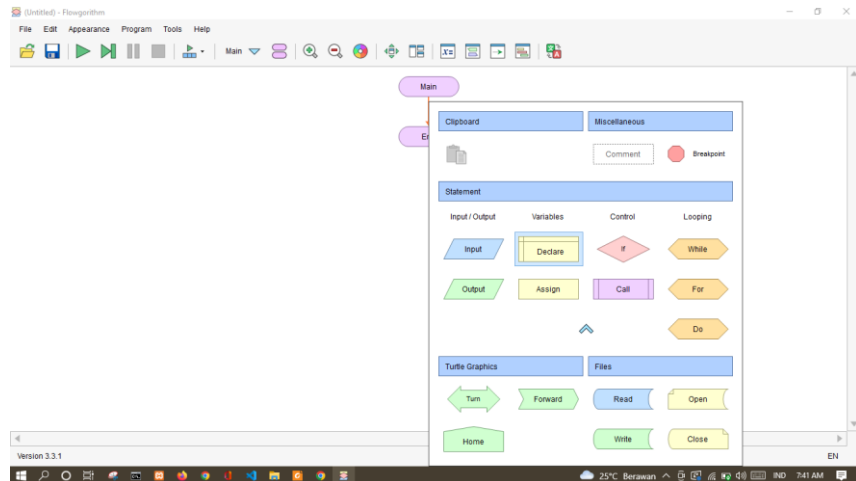 (Untitled) - Flowgorithm
File Edit Appearance Program Tools Help
Main
Main
En
Clipboard Miscellaneous
Comment Breakpoint
Statement
Input / Output Variables Control Looping
Input Declare If While
Output Assign Call For
Do
Turtle Graphics Files
Turn Forward Read Open
Home Write Close
Version 3.3.1 EN
25°C Berawan IND 7:41 AM